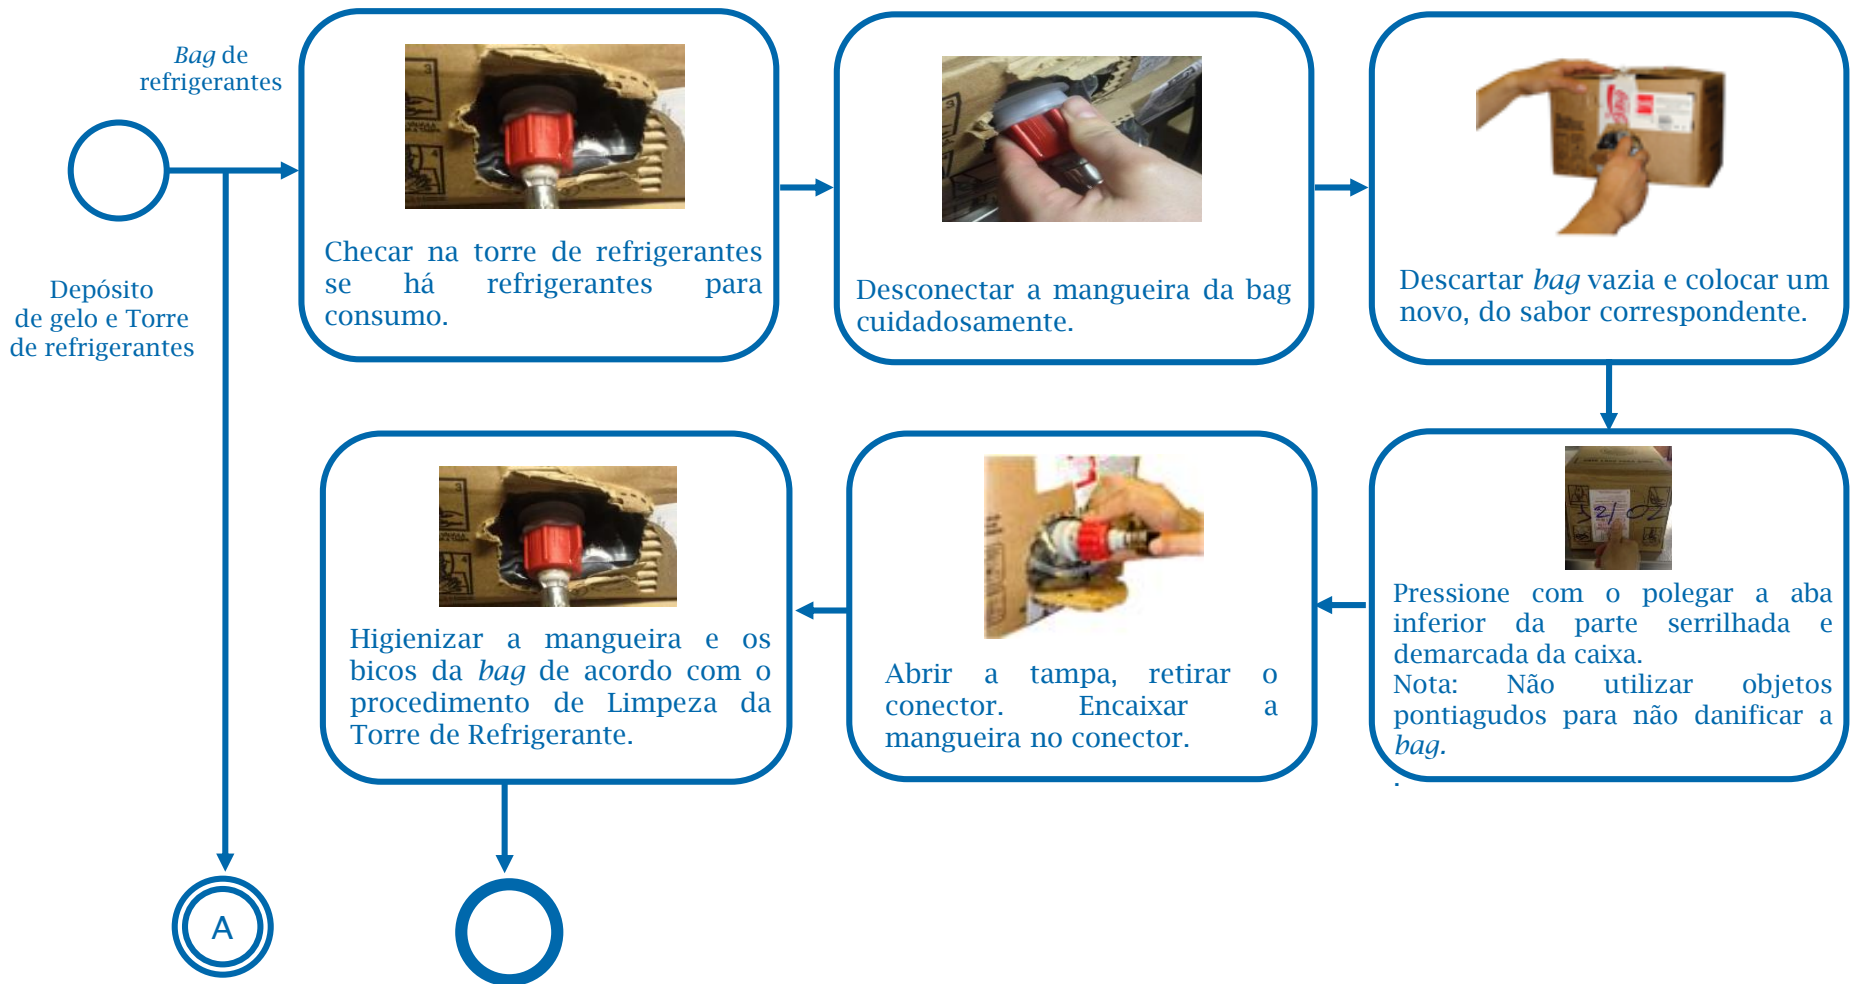 Bag de
refrigerantes
Depósito
de gelo e Torre
de refrigerantes
Checar na torre de refrigerantes
se há refrigerantes para
consumo.
Desconectar a mangueira da bag
cuidadosamente.
Descartar bag vazia e colocar um
novo, do sabor correspondente.
Pressione com o polegar a aba
inferior da parte serrilhada e
demarcada da caixa.
Nota: Não utilizar objetos
pontiagudos para não danificar a
bag.
.
Abrir a tampa, retirar o
conector. Encaixar a
mangueira no conector.
Higienizar a mangueira e os
bicos da bag de acordo com o
procedimento de Limpeza da
Torre de Refrigerante.
A
3
4
3
4